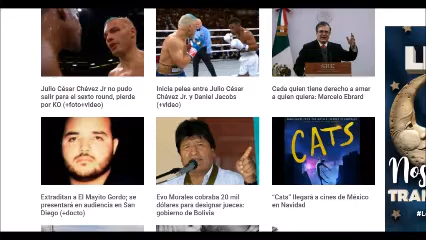 Julio César Chávez Jr no pudo
salir para el sexto round, pierde
por KO (+foto+video)
Inicia pelea entre Julio César
Chávez Jr. y Daniel Jacobs
(+video)
Cada quien tiene derecho a amar
a quien quiera: Marcelo Ebrard
SRE
CATS
Extraditan a El Mayito Gordo; se
presentará en audiencia en San
Diego (+docto)
Evo Morales cobraba 20 mil
dólares para designar jueces:
gobierno de Bolivia
“Cats” llegará a cines de México
en Navidad